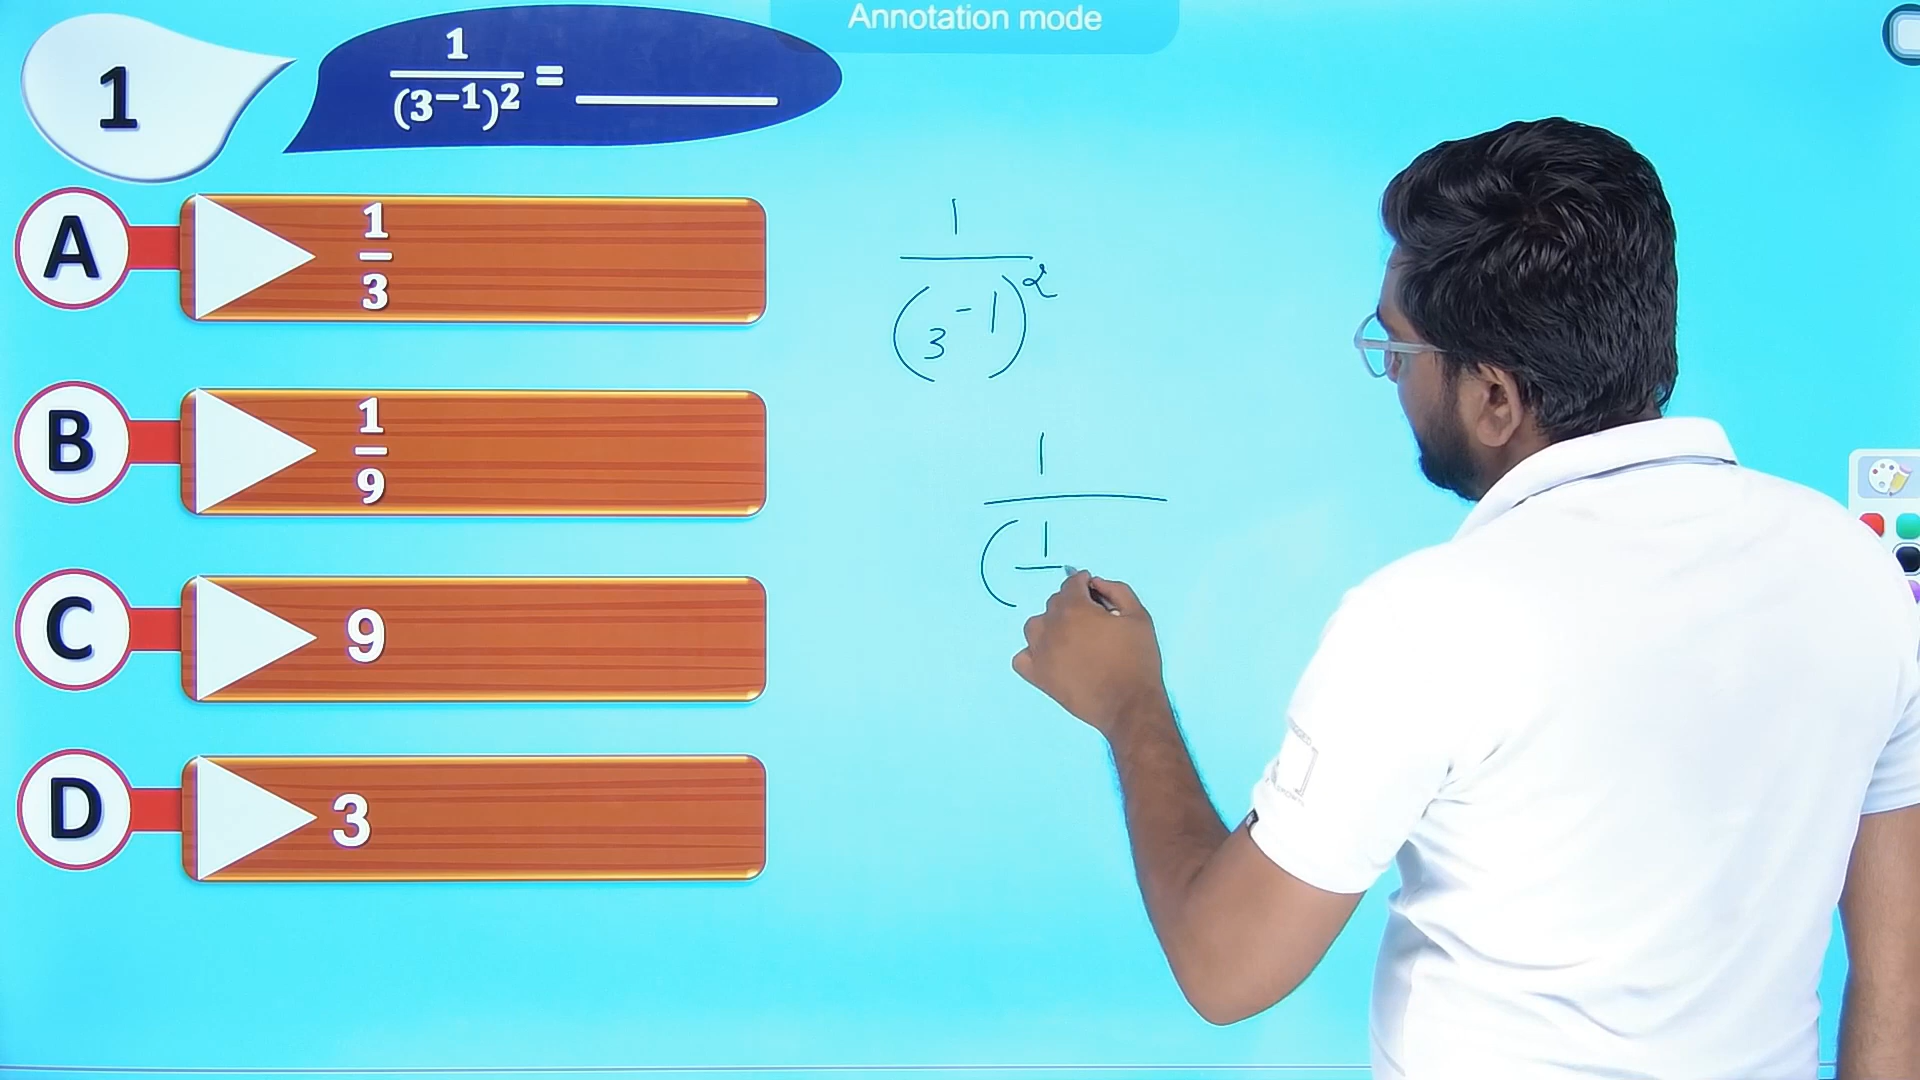 Annotation mode
1
1
(3⁻¹)² = ________
A
1
3
B
1
9
C
9
D
3
1
(3⁻¹)²
1
(1